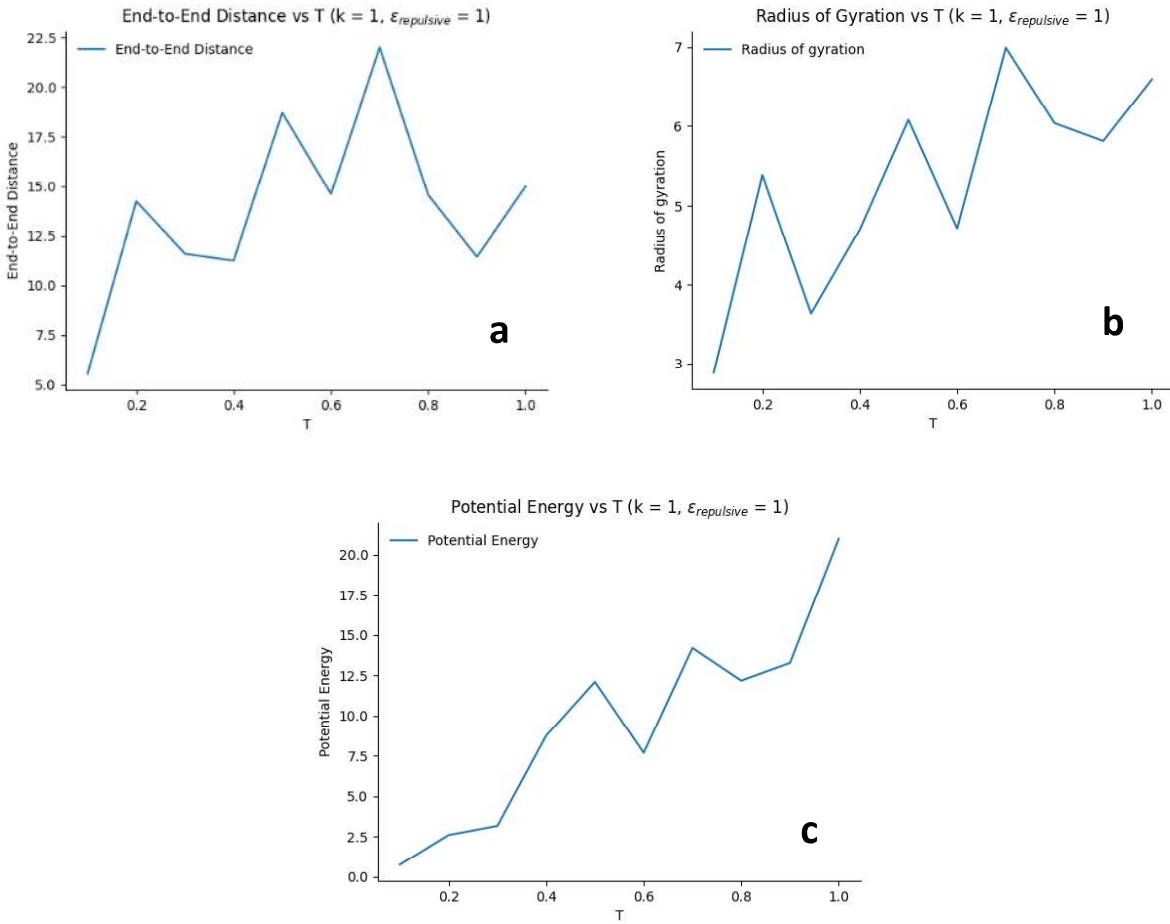 End-to-End Distance vs T (k = 1, ε_repulsive = 1)
End-to-End Distance
22.5
20.0
17.5
15.0
12.5
10.0
7.5
5.0
End-to-End Distance
a
0.2 0.4 0.6 0.8 1.0
T
Radius of Gyration vs T (k = 1, ε_repulsive = 1)
Radius of gyration
7
6
5
4
3
Radius of gyration
b
0.2 0.4 0.6 0.8 1.0
T
Potential Energy vs T (k = 1, ε_repulsive = 1)
Potential Energy
20.0
17.5
15.0
12.5
10.0
7.5
5.0
2.5
0.0
Potential Energy
c
0.2 0.4 0.6 0.8 1.0
T